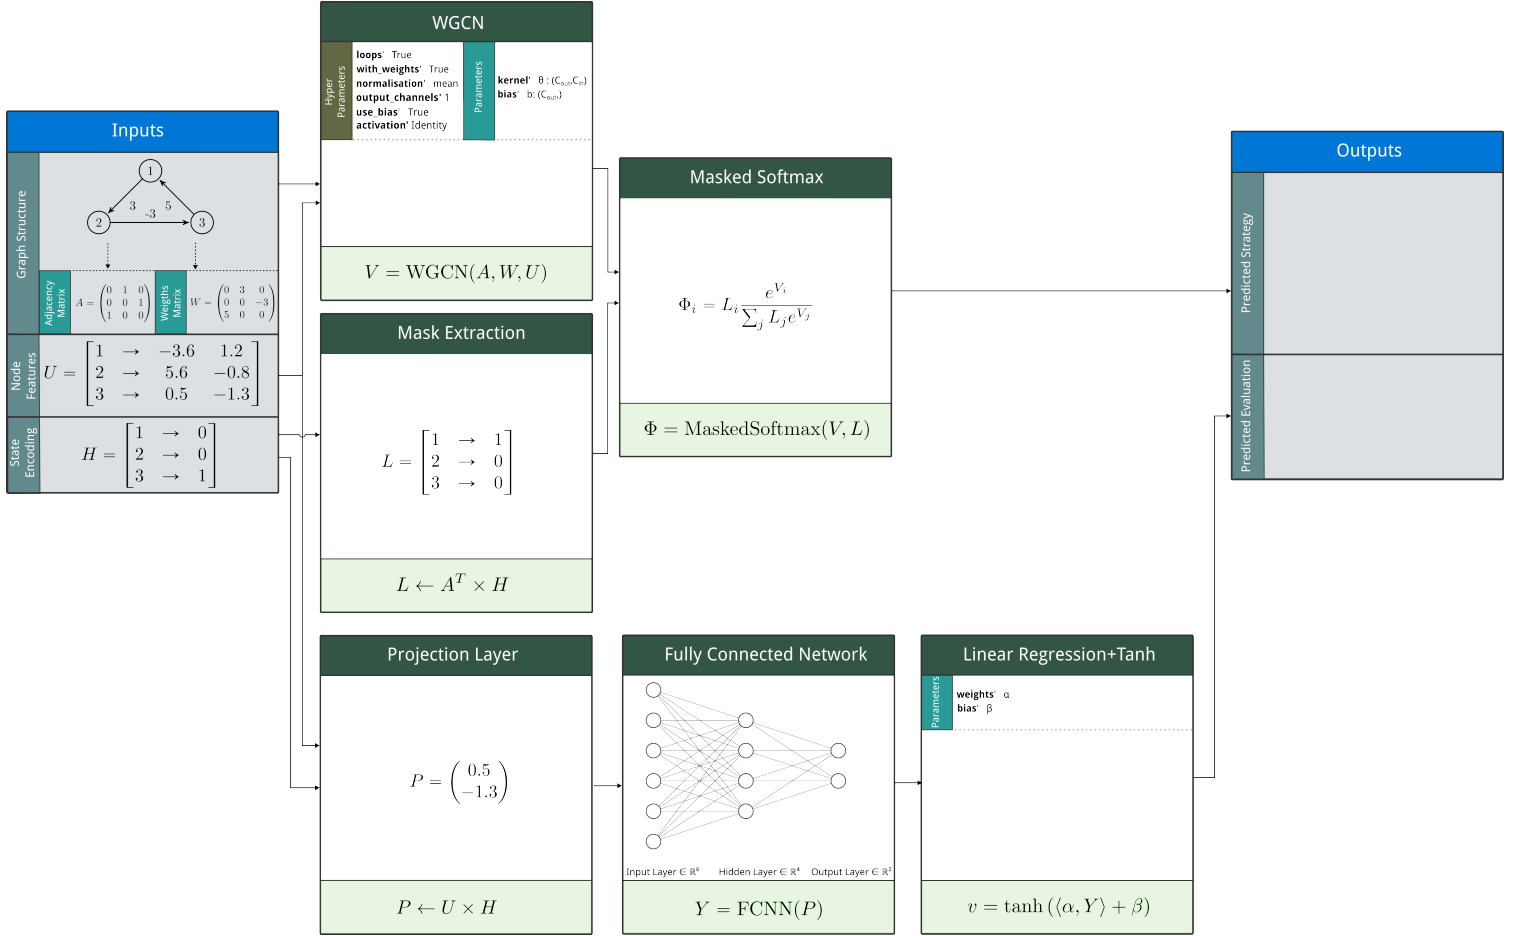 Inputs
Graph Structure
1
2
3
3
5
-3
Adjacency Matrix
A = (0 1 0
0 0 1
1 0 0)
Weigths Matrix
W = (0 3 0
0 0 −3
5 0 0)
Node Features
U = [1 → −3.6 1.2
2 → 5.6 −0.8
3 → 0.5 −1.3]
State Encoding
H = [1 → 0
2 → 0
3 → 1]
WGCN
Hyper Parameters
loops' True
with_weights' True
normalisation' mean
output_channels' 1
use_bias' True
activation' Identity
Parameters
kernel' θ : (C_out,C_in)
bias' b: (C_out,)
V = WGCN(A, W, U)
Mask Extraction
L = [1 → 1
2 → 0
3 → 0]
L ← A^T × H
Masked Softmax
Φ_i = L_i e^{V_i} / ∑_j L_j e^{V_j}
Φ = MaskedSoftmax(V, L)
Projection Layer
P = (0.5
−1.3)
P ← U × H
Fully Connected Network
Input Layer ∈ ℝ⁶ Hidden Layer ∈ ℝ⁴ Output Layer ∈ ℝ²
Y = FCNN(P)
Linear Regression+Tanh
Parameters
weights' α
bias' β
v = tanh (⟨α, Y⟩ + β)
Outputs
Predicted Strategy
Predicted Evaluation